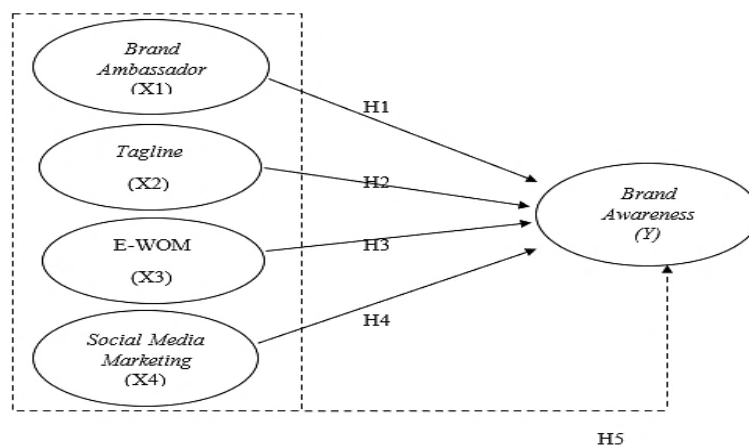 Brand
Ambassador
(X1)
H1
Tagline
(X2)
H2
Brand
Awareness
(Y)
E-WOM
(X3)
H3
Social Media
Marketing
(X4)
H4
H5